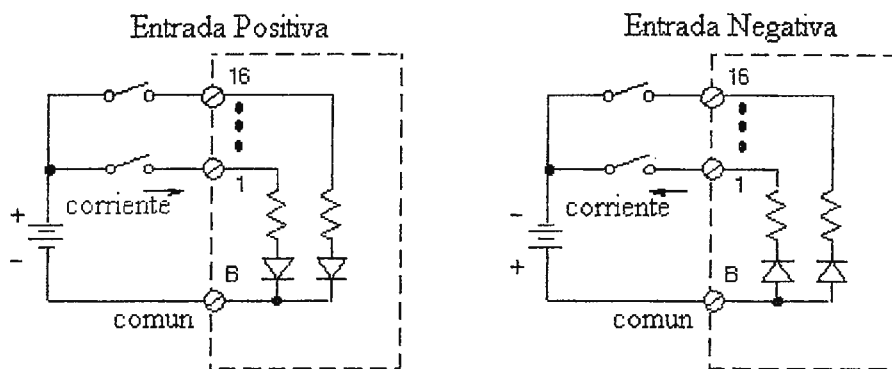 Entrada Positiva
16
1
corriente
+
-
B
comun
Entrada Negativa
16
1
corriente
-
+
B
comun